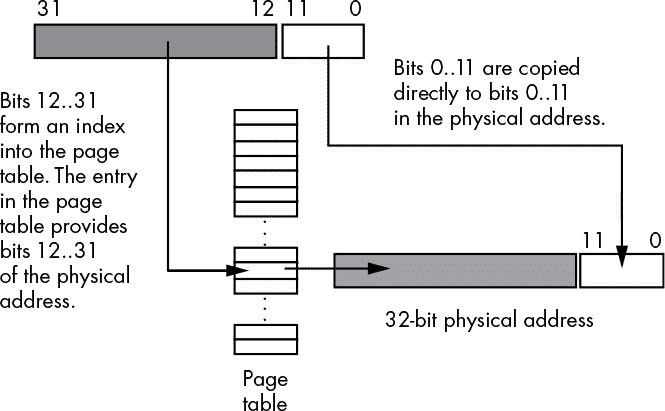 31 12 11 0
Bits 0..11 are copied
directly to bits 0..11
in the physical address.
Bits 12..31
form an index
into the page
table. The entry
in the page
table provides
bits 12..31
of the physical
address.
11 0
32-bit physical address
Page
table